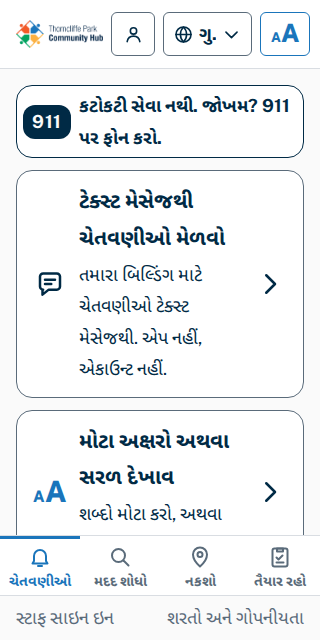 Thorncliffe Park
Community Hub
ગુ.
AA
911
કટોકટી સેવા નથી. જોખમ? 911
પર ફોન કરો.
ટેક્સ્ટ મેસેજથી
ચેતવણીઓ મેળવો
તમારા બિલ્ડિંગ માટે
ચેતવણીઓ ટેક્સ્ટ
મેસેજથી. એપ નહીં,
એકાઉન્ટ નહીં.
મોટા અક્ષરો અથવા
સરળ દેખાવ
AA
શબ્દો મોટા કરો, અથવા
ચેતવણીઓ
મદદ શોધો
નકશો
તૈયાર રહો
સ્ટાફ સાઇન ઇન
શરતો અને ગોપનીયતા